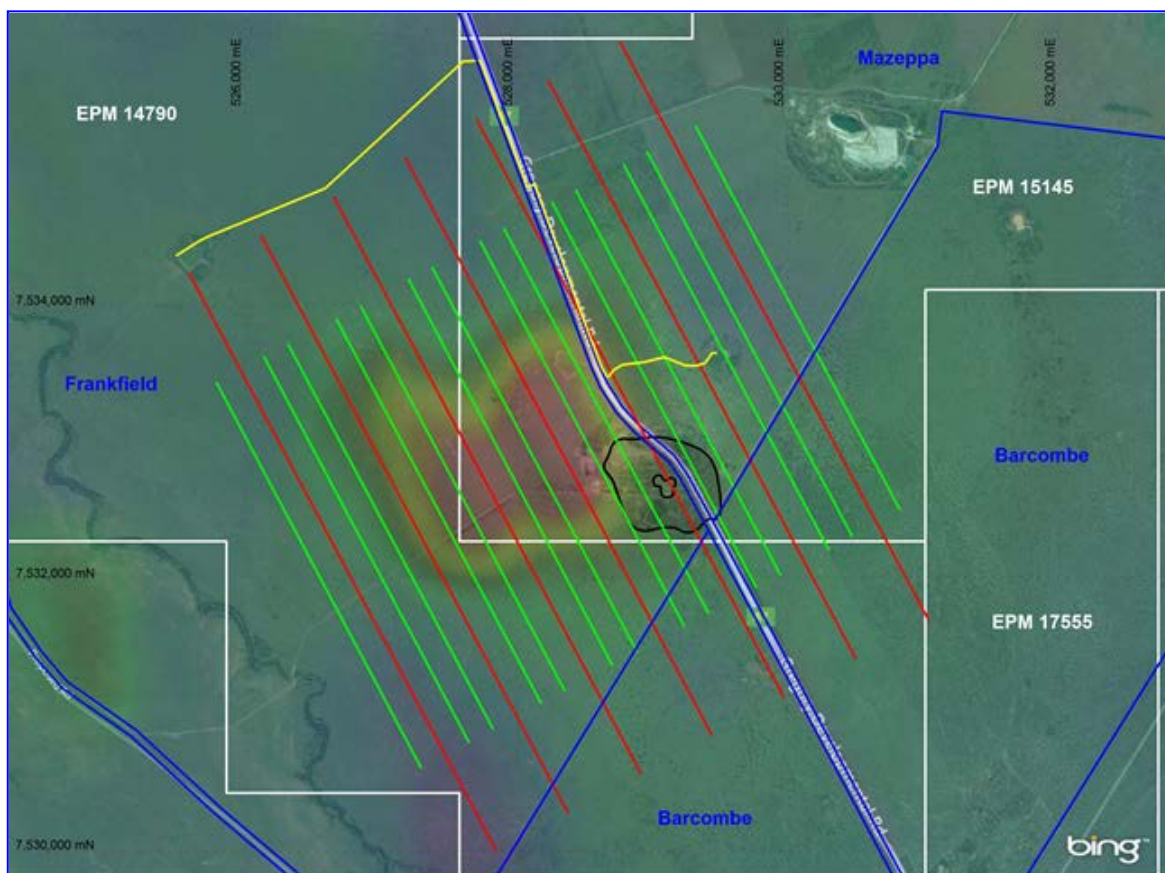 526,000 mE
528,000 mE
530,000 mE
532,000 mE
Mazeppa
EPM 14790
EPM 15145
7,534,000 mN
Frankfield
Barcombe
7,532,000 mN
EPM 17555
Barcombe
7,530,000 mN
bing